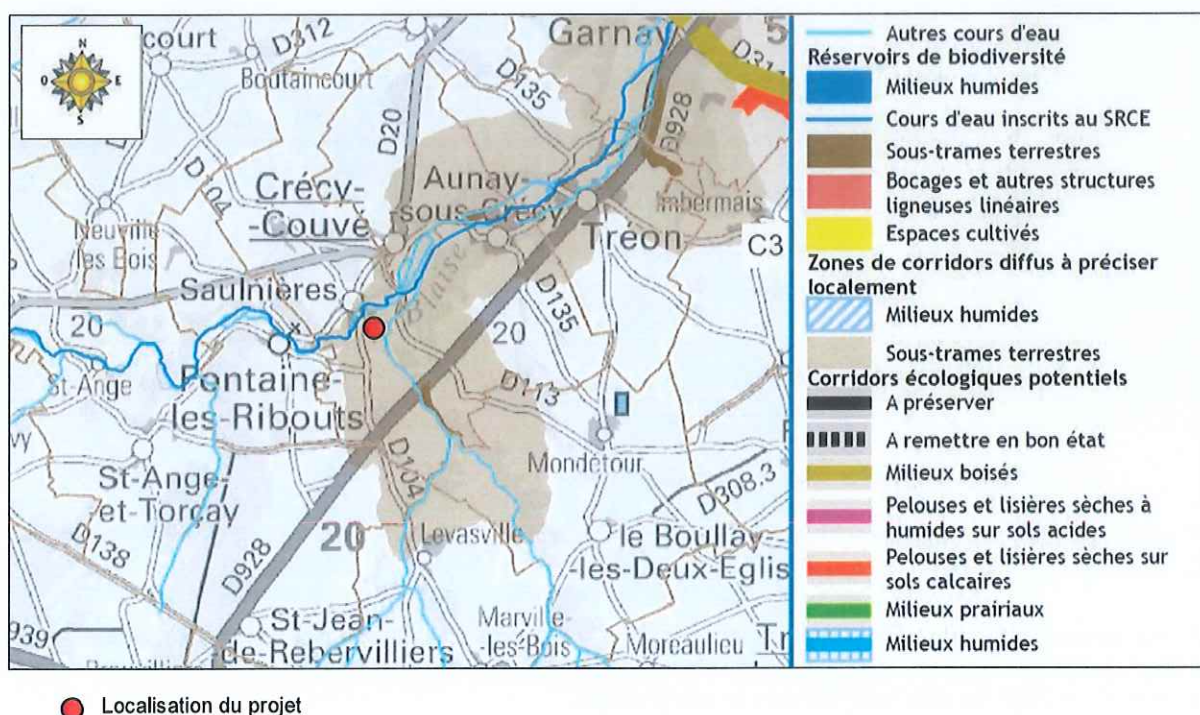 N
O
E
S
court
D312
Boutaincourt
Garnay
5
D135
D20
D928
D 04
Crécy-
-Couvé
Aunay-
-sous-Crécy
Imbermais
Neuville
les Bois
Tréon
C3
Blaise
Saulnières
20
20
D135
St-Ange
Fontaine-
-les-Ribouts
D113
Mondétour
St-Ange-
-et-Torçay
D104
D308.3
D138
D928
20
Levasville
le Boullay-
-les-Deux-Eglis
St-Jean-
-de-Rebervilliers
Marville-
-les-Bois
Moreaulieu
Tr
939
Autres cours d'eau
Réservoirs de biodiversité
Milieux humides
Cours d'eau inscrits au SRCE
Sous-trames terrestres
Bocages et autres structures
ligneuses linéaires
Espaces cultivés
Zones de corridors diffus à préciser
localement
Milieux humides
Sous-trames terrestres
Corridors écologiques potentiels
A préserver
A remettre en bon état
Milieux boisés
Pelouses et lisières sèches à
humides sur sols acides
Pelouses et lisières sèches sur
sols calcaires
Milieux prairiaux
Milieux humides
Localisation du projet